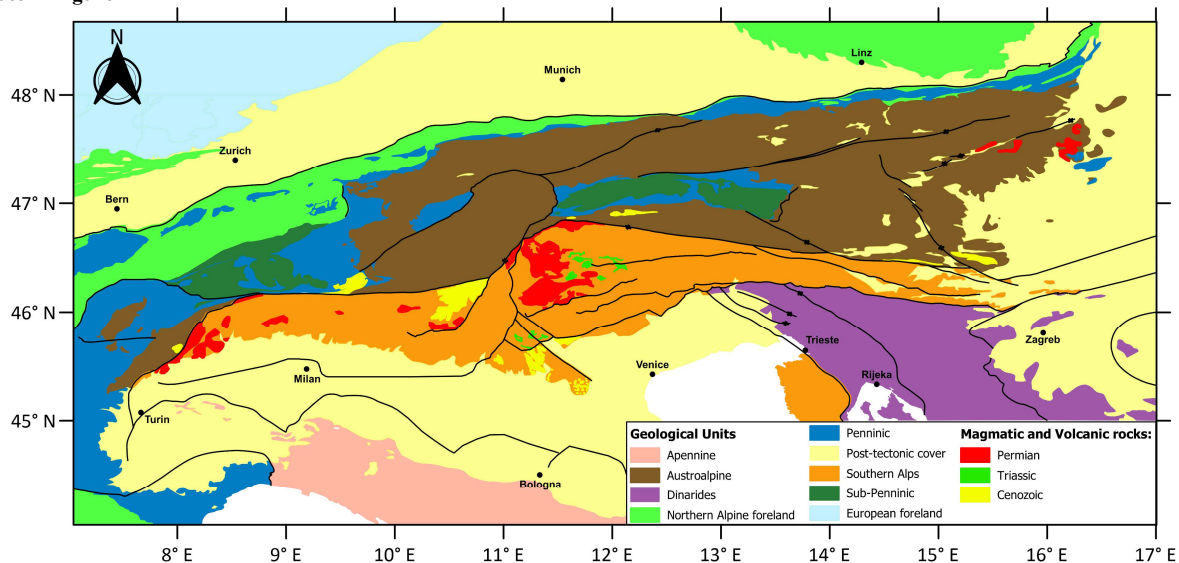 N
Linz
Munich
48° N
Zurich
Bern
47° N
46° N
Zagreb
Trieste
Venice
Milan
Rijeka
45° N
Turin
Bologna
Geological Units
Apennine
Austroalpine
Dinarides
Northern Alpine foreland
Penninic
Post-tectonic cover
Southern Alps
Sub-Penninic
European foreland
Magmatic and Volcanic rocks:
Permian
Triassic
Cenozoic
8° E 9° E 10° E 11° E 12° E 13° E 14° E 15° E 16° E 17° E